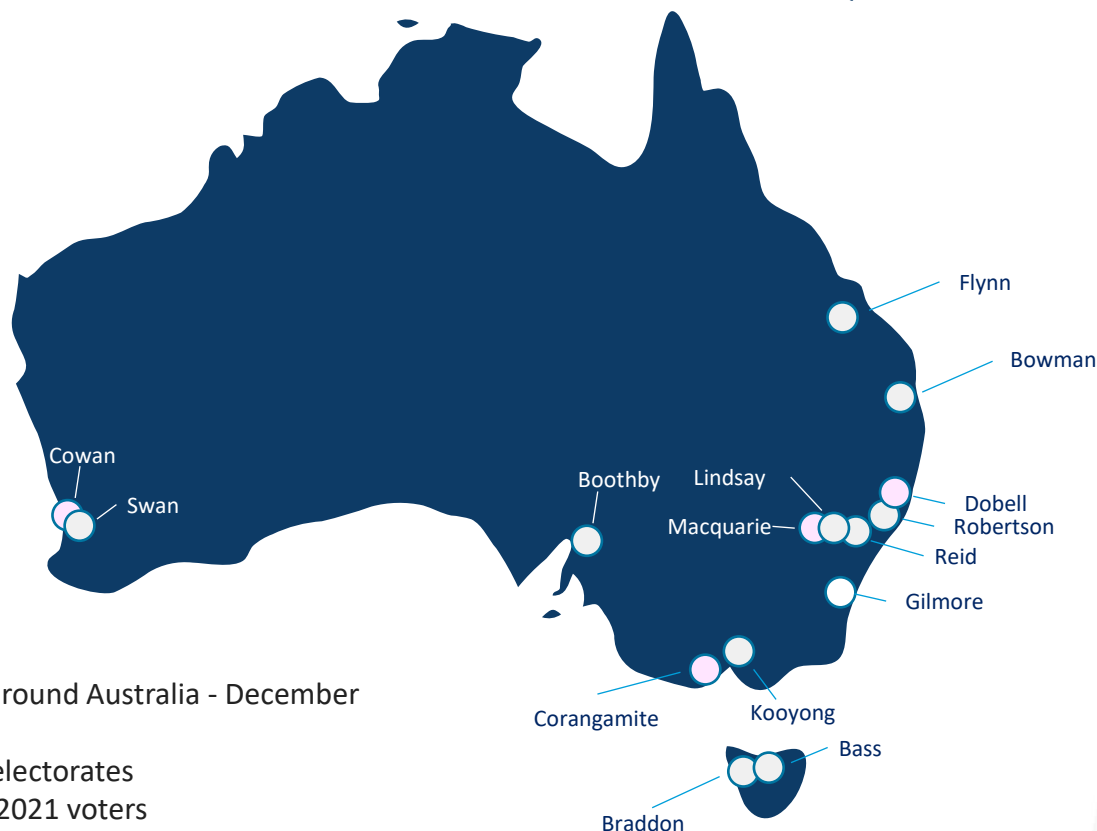 Flynn
Bowman
Cowan
Swan
Boothby
Lindsay
Macquarie
Dobell
Robertson
Reid
Gilmore
Corangamite
Kooyong
Bass
Braddon
round Australia - December
electorates
2021 voters